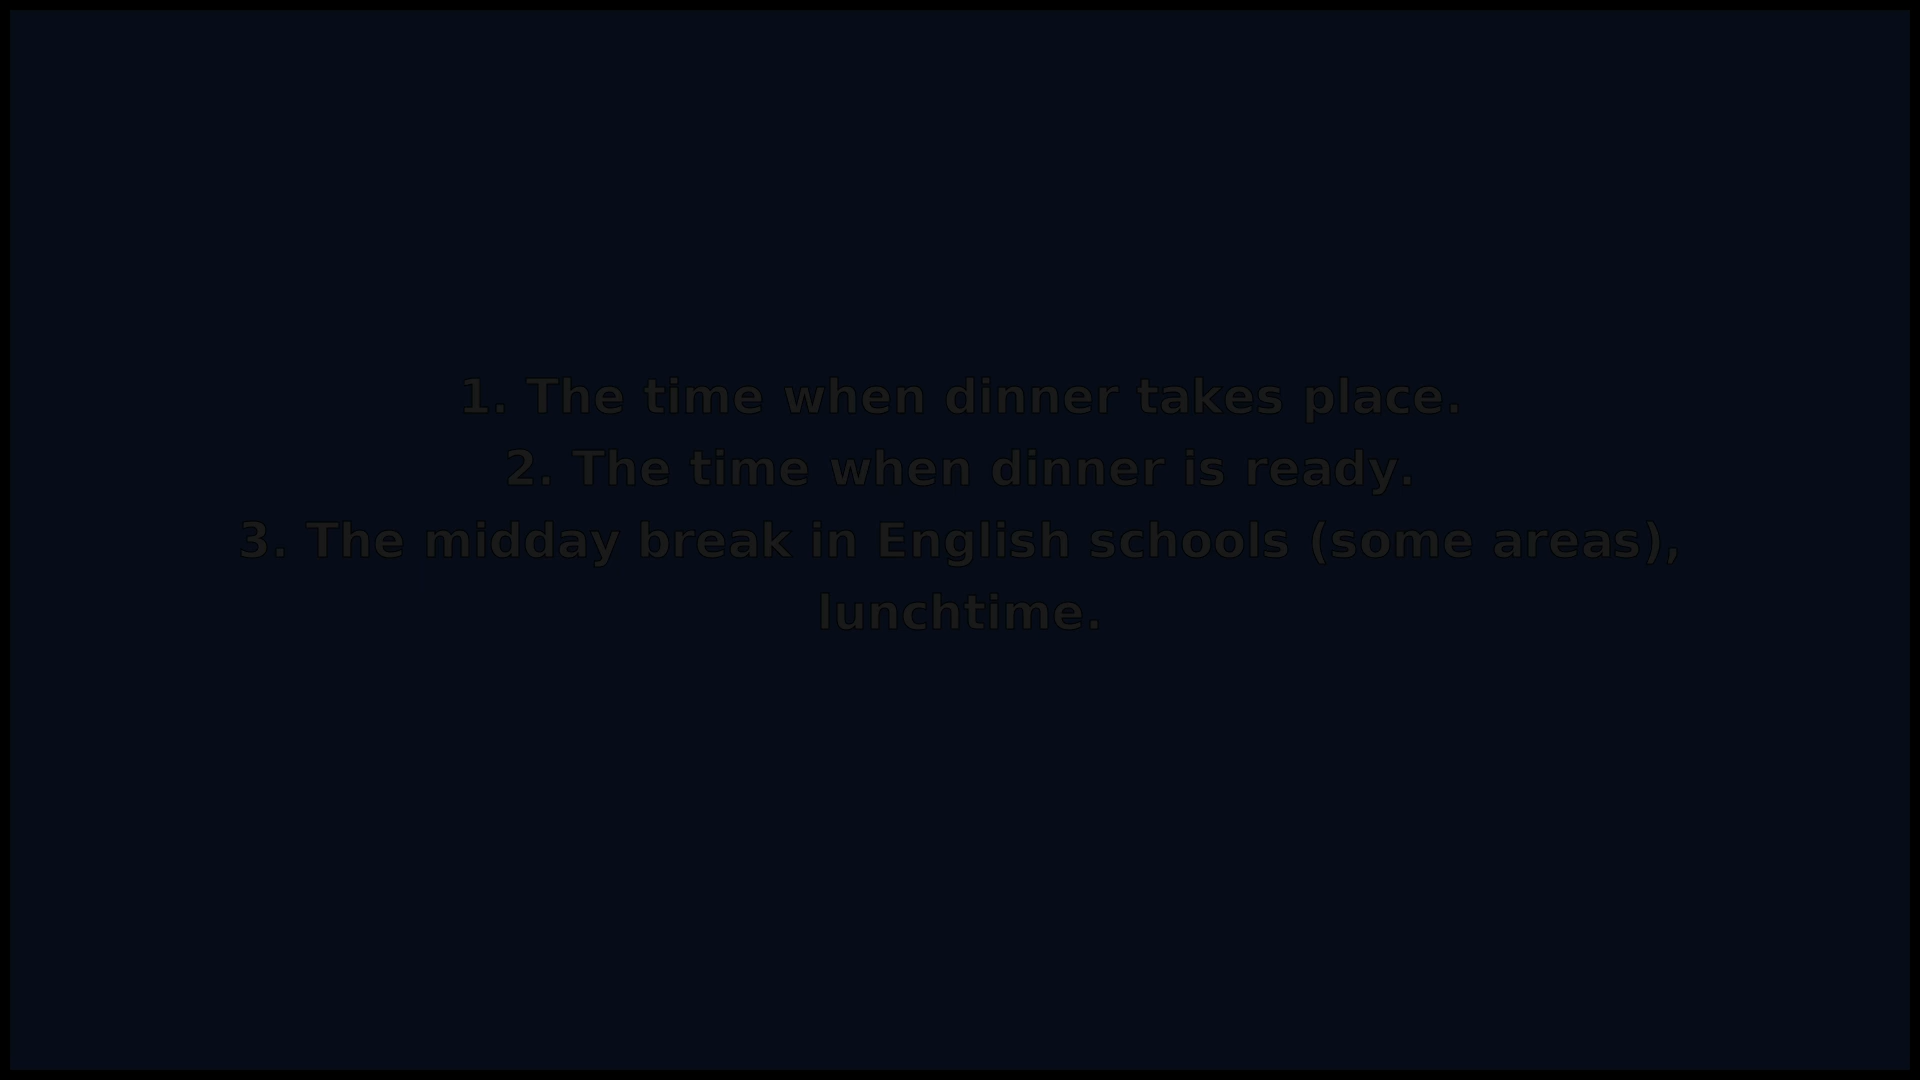 1. The time when dinner takes place.
2. The time when dinner is ready.
3. The midday break in English schools (some areas),
lunchtime.